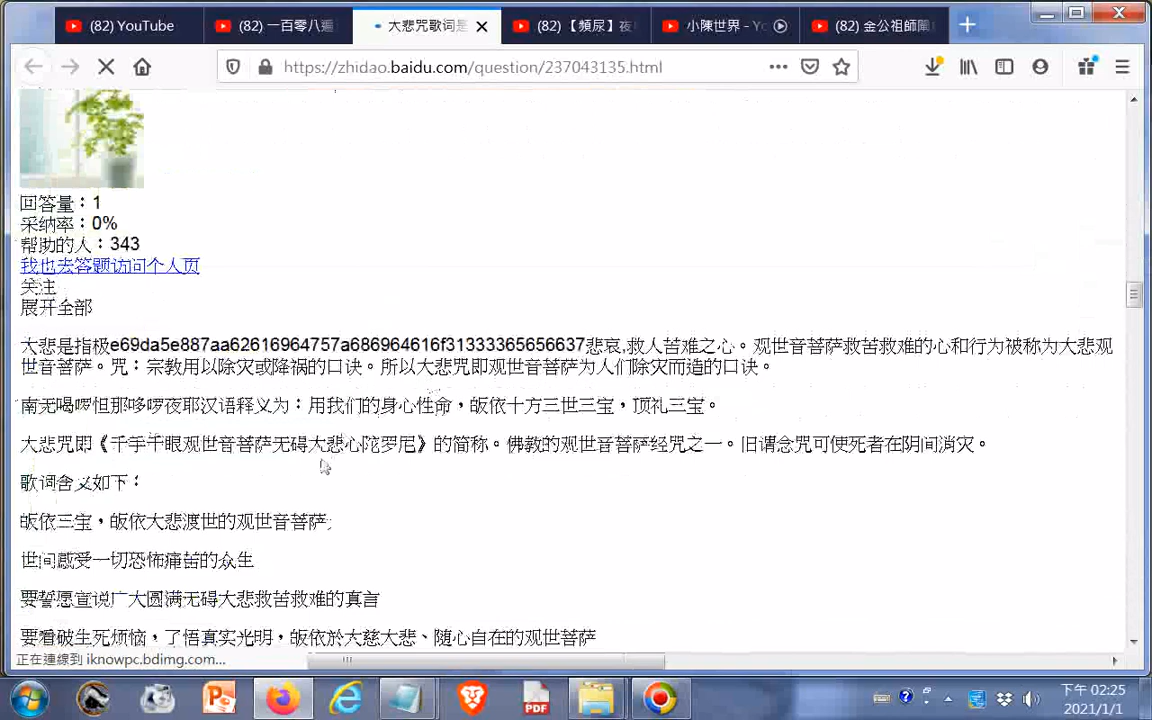 (82) YouTube
(82) 一百零八遍
大悲咒歌词是
(82) 【頻尿】夜
小陳世界 - Yo
(82) 金公祖師闡
https://zhidao.baidu.com/question/237043135.html
回答量：1
采纳率：0%
帮助的人：343
我也去答题访问个人页
关注
展开全部
大悲是指极e69da5e887aa62616964757a686964616f31333365656637悲哀,救人苦难之心。观世音菩萨救苦救难的心和行为被称为大悲观
世音菩萨。咒：宗教用以除灾或降祸的口诀。所以大悲咒即观世音菩萨为人们除灾而造的口诀。
南无喝啰怛那哆啰夜耶汉语释义为：用我们的身心性命，皈依十方三世三宝，顶礼三宝。
大悲咒即《千手千眼观世音菩萨无碍大悲心陀罗尼》的简称。佛教的观世音菩萨经咒之一。旧谓念咒可使死者在阴间消灾。
歌词含义如下：
皈依三宝，皈依大悲渡世的观世音菩萨;
世间感受一切恐怖痛苦的众生
要誓愿宣说广大圆满无碍大悲救苦救难的真言
要看破生死烦恼，了悟真实光明，皈依於大慈大悲、随心自在的观世菩萨
正在連線到 iknowpc.bdimg.com...
PDF
下午 02:25
2021/1/1